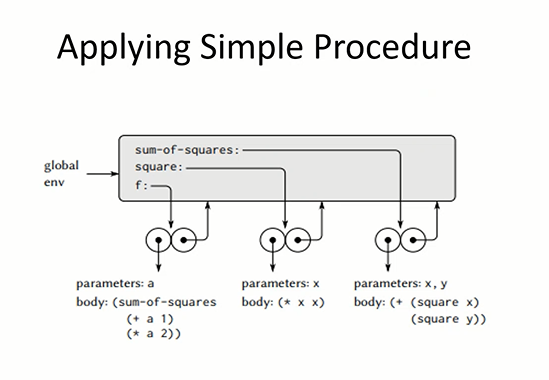 Applying Simple Procedure
sum-of-squares:
square:
f:
global
env
parameters: a
body: (sum-of-squares
(+ a 1)
(* a 2))
parameters: x
body: (* x x)
parameters: x, y
body: (+ (square x)
(square y))